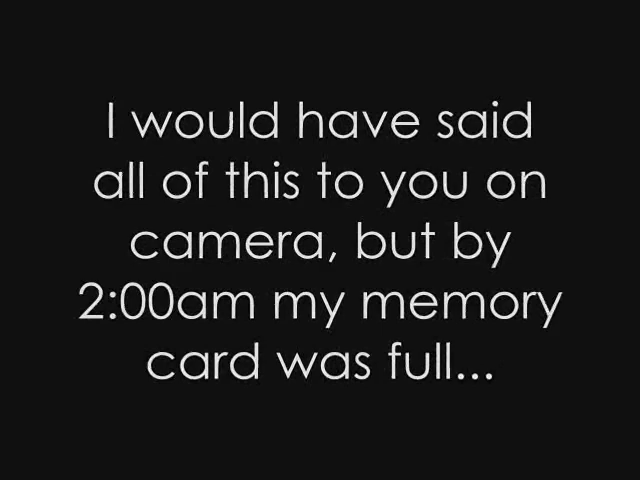 I would have said
all of this to you on
camera, but by
2:00am my memory
card was full...